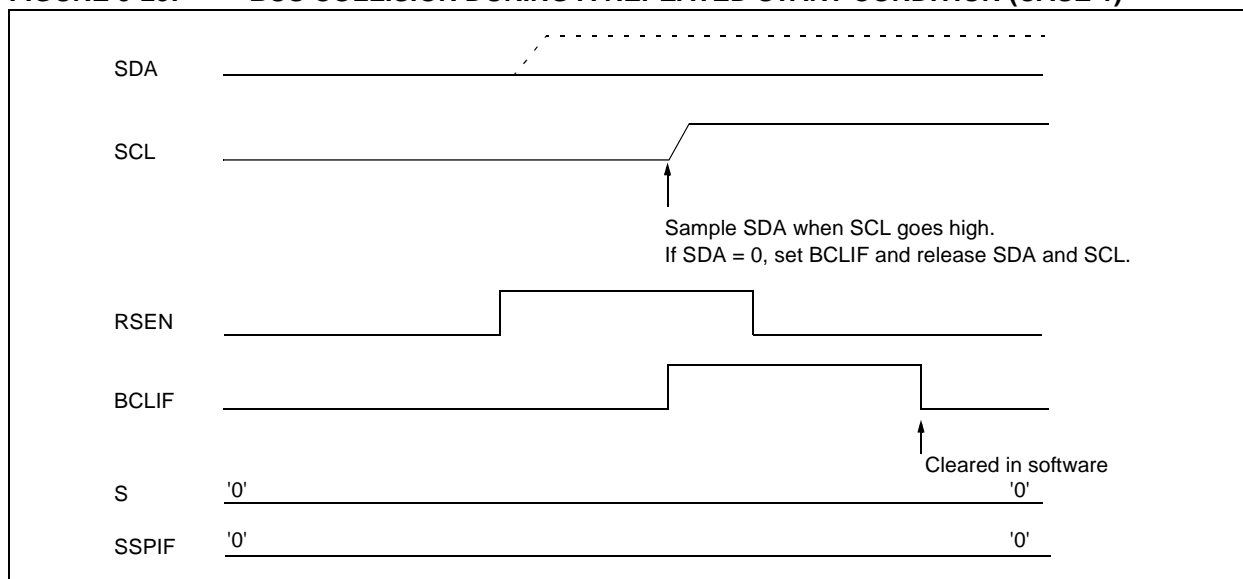 SDA
SCL
Sample SDA when SCL goes high.
If SDA = 0, set BCLIF and release SDA and SCL.
RSEN
BCLIF
Cleared in software
S '0' '0'
SSPIF '0' '0'